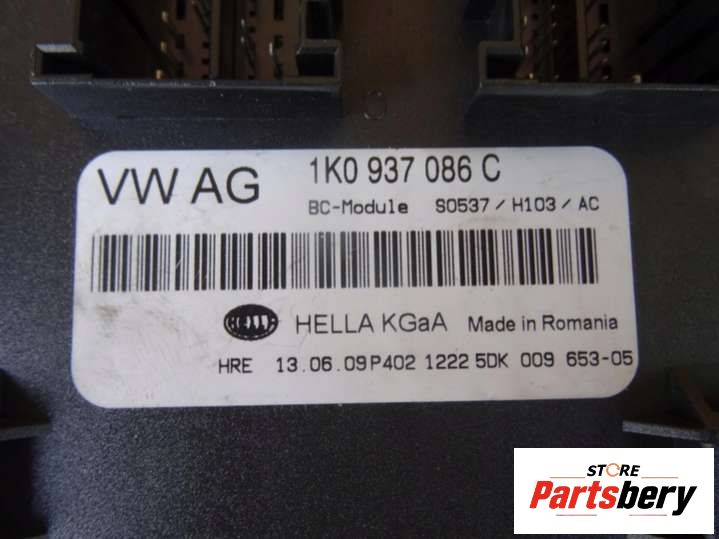 VW AG
1K0 937 086 C
BC-Module S0537 / H103 / AC
HELLA
HELLA KGaA Made in Romania
HRE 13.06.09P402 1222 5DK 009 653-05
STORE
Partsbery